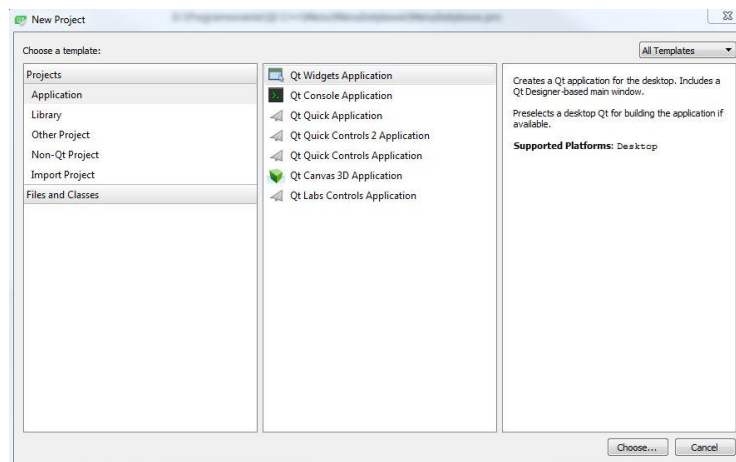 New Project
Choose a template:
All Templates
Projects
Application
Library
Other Project
Non-Qt Project
Import Project
Files and Classes
Qt Widgets Application
Qt Console Application
Qt Quick Application
Qt Quick Controls 2 Application
Qt Quick Controls Application
Qt Canvas 3D Application
Qt Labs Controls Application
Creates a Qt application for the desktop. Includes a
Qt Designer-based main window.
Preselects a desktop Qt for building the application if
available.
Supported Platforms: Desktop
Choose...
Cancel